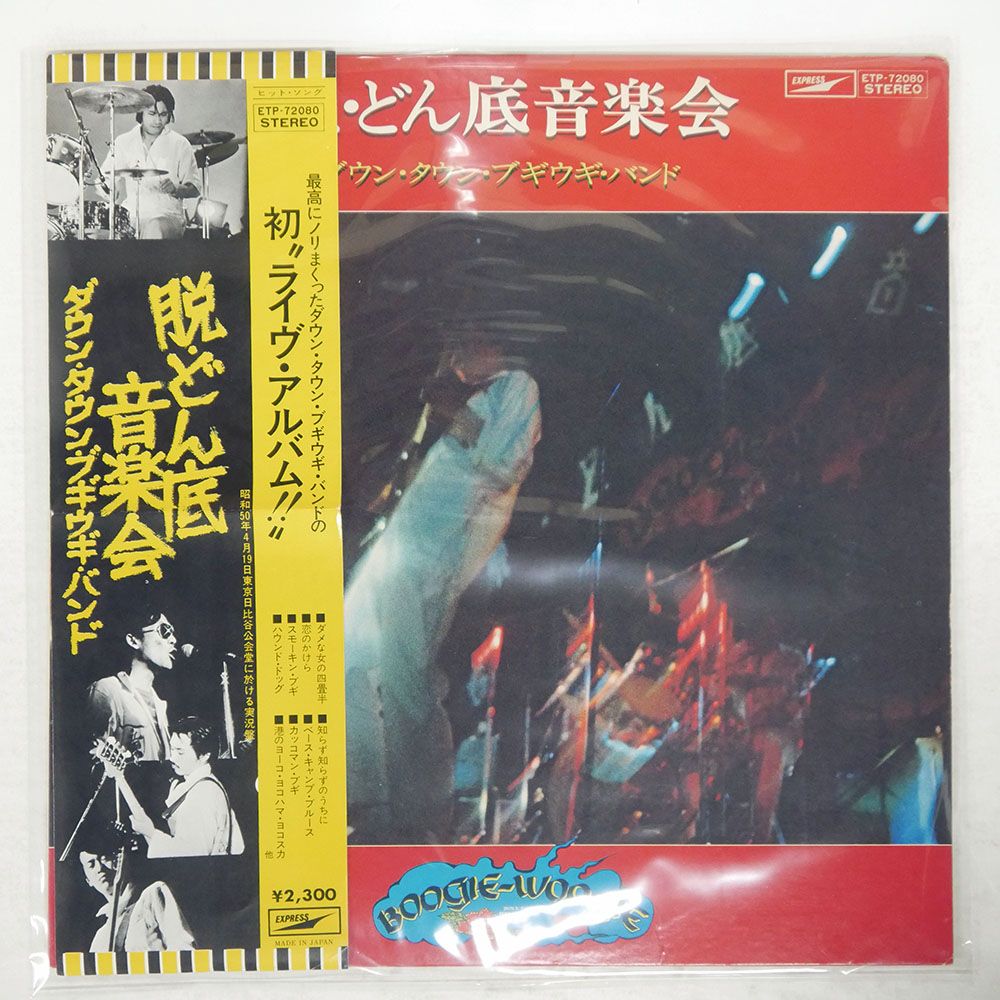 ヒット・ソング
ETP-72080
STEREO
最高にノリまくったダウン・タウン・ブギウギ・バンドの
初〝ライヴ・アルバム!!〟
昭和50年4月19日東京日比谷公会堂に於ける実況盤
■ダメな女の四畳半
■恋のかけら
■スモーキン・ブギ
■ハウンド・ドッグ
■知らず知らずのうちに
■ベース・キャンプ・ブルース
■カッコマン・ブギ
■港のヨーコ・ヨコハマ・ヨコスカ
他
¥2,300
EXPRESS
MADE IN JAPAN
脱・どん底
音楽会
ダウン・タウン・ブギウギ・バンド
・どん底音楽会
ダウン・タウン・ブギウギ・バンド
EXPRESS
ETP-72080
STEREO
BOOGIE-WOO